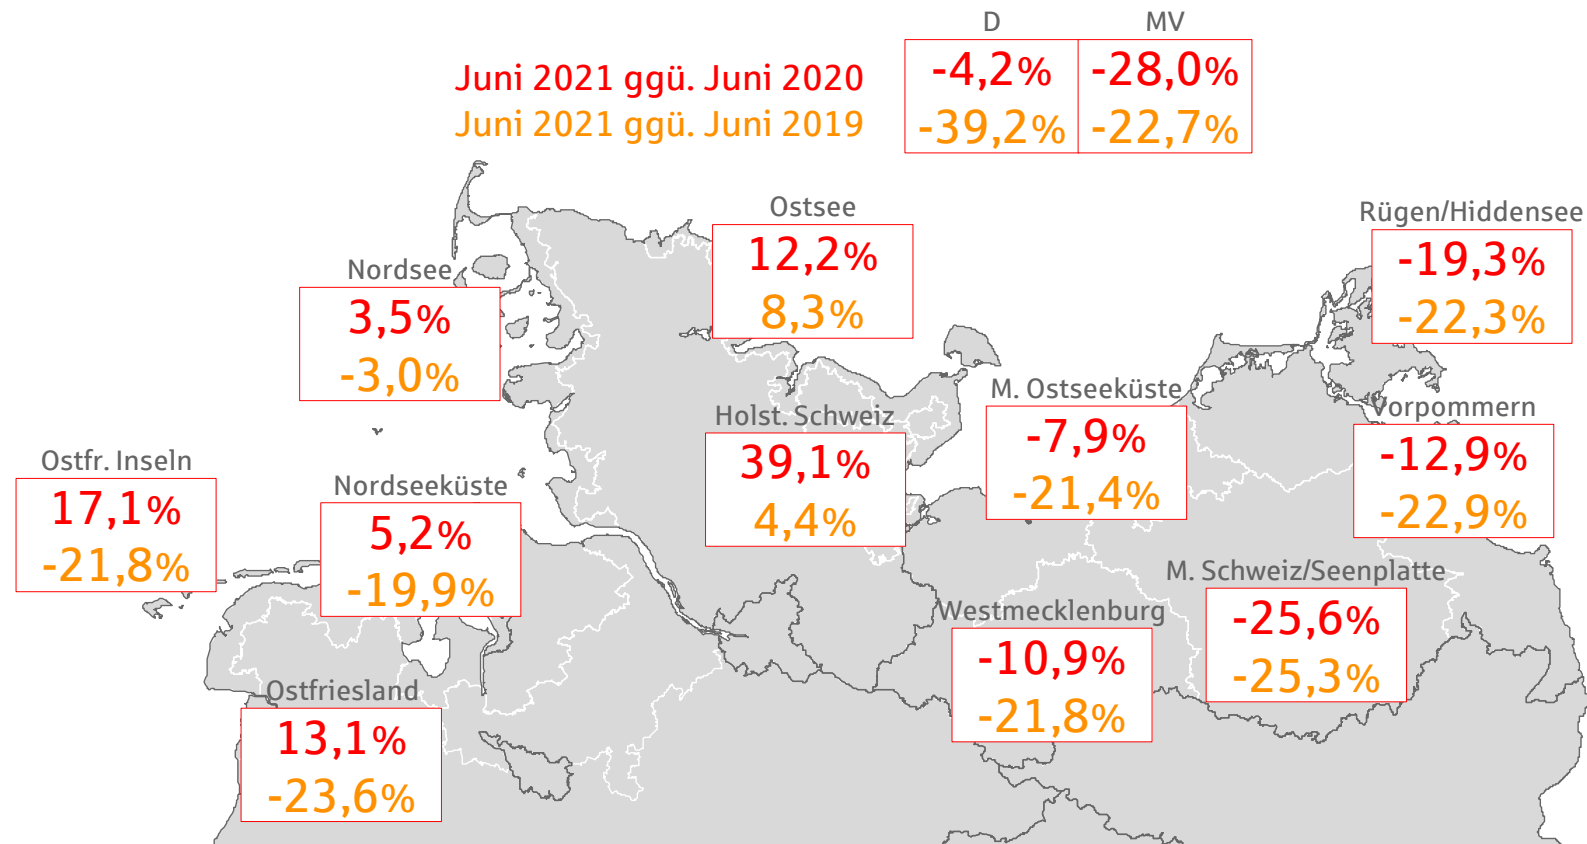 D
MV
Juni 2021 ggü. Juni 2020
-4,2%
-28,0%
Juni 2021 ggü. Juni 2019
-39,2%
-22,7%
Ostsee
12,2%
8,3%
Rügen/Hiddensee
-19,3%
-22,3%
Nordsee
3,5%
-3,0%
M. Ostseeküste
-7,9%
-21,4%
Holst. Schweiz
39,1%
4,4%
Vorpommern
-12,9%
-22,9%
Ostfr. Inseln
17,1%
-21,8%
Nordseeküste
5,2%
-19,9%
M. Schweiz/Seenplatte
-25,6%
-25,3%
Westmecklenburg
-10,9%
-21,8%
Ostfriesland
13,1%
-23,6%